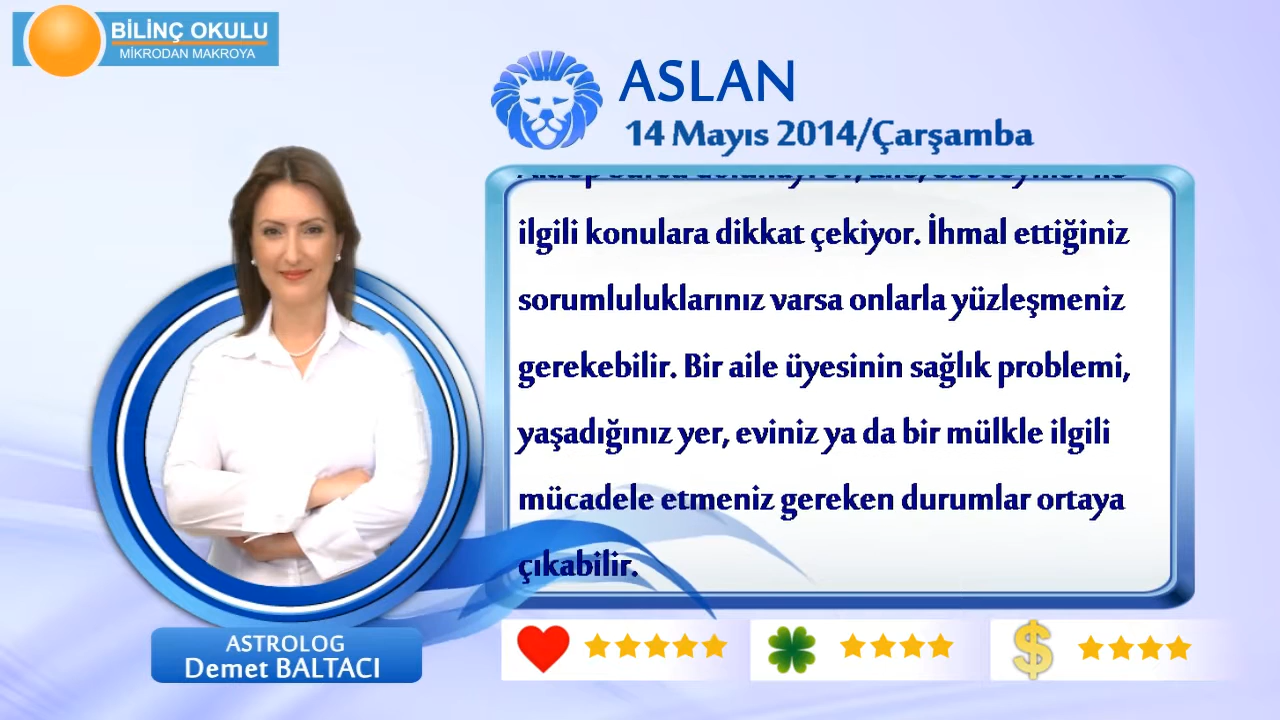 BİLİNÇ OKULU
MİKRODAN MAKROYA
ASLAN
14 Mayıs 2014/Çarşamba
ilgili konulara dikkat çekiyor. İhmal ettiğiniz
sorumluluklarınız varsa onlarla yüzleşmeniz
gerekebilir. Bir aile üyesinin sağlık problemi,
yaşadığınız yer, eviniz ya da bir mülkle ilgili
mücadele etmeniz gereken durumlar ortaya
çıkabilir.
ASTROLOG
Demet BALTACI